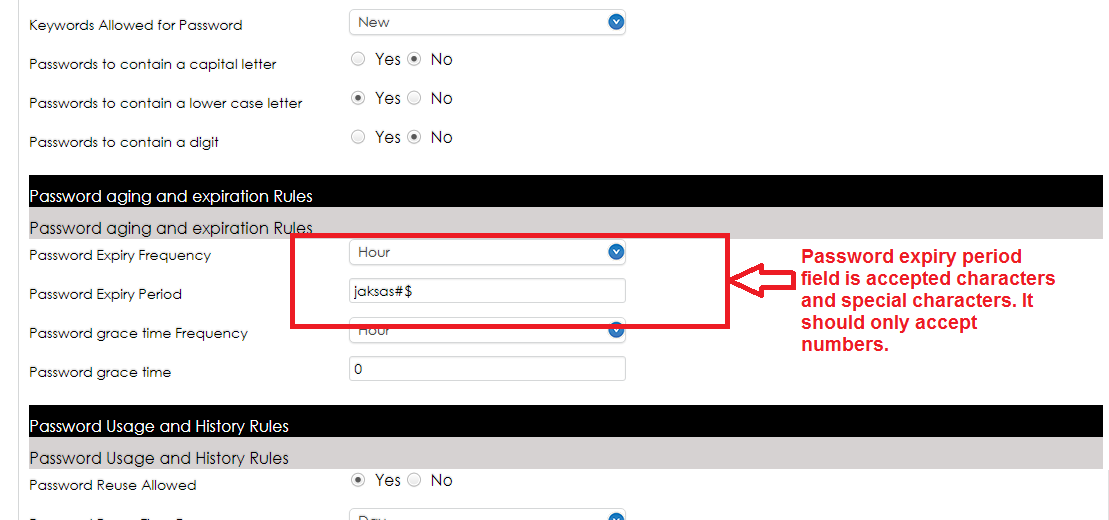 Keywords Allowed for Password New
Passwords to contain a capital letter Yes No
Passwords to contain a lower case letter Yes No
Passwords to contain a digit Yes No
Password aging and expiration Rules
Password aging and expiration Rules
Password Expiry Frequency Hour
Password Expiry Period jaksas#$
Password grace time Frequency Hour
Password grace time 0
Password expiry period
field is accepted characters
and special characters. It
should only accept
numbers.
Password Usage and History Rules
Password Usage and History Rules
Password Reuse Allowed Yes No
Day